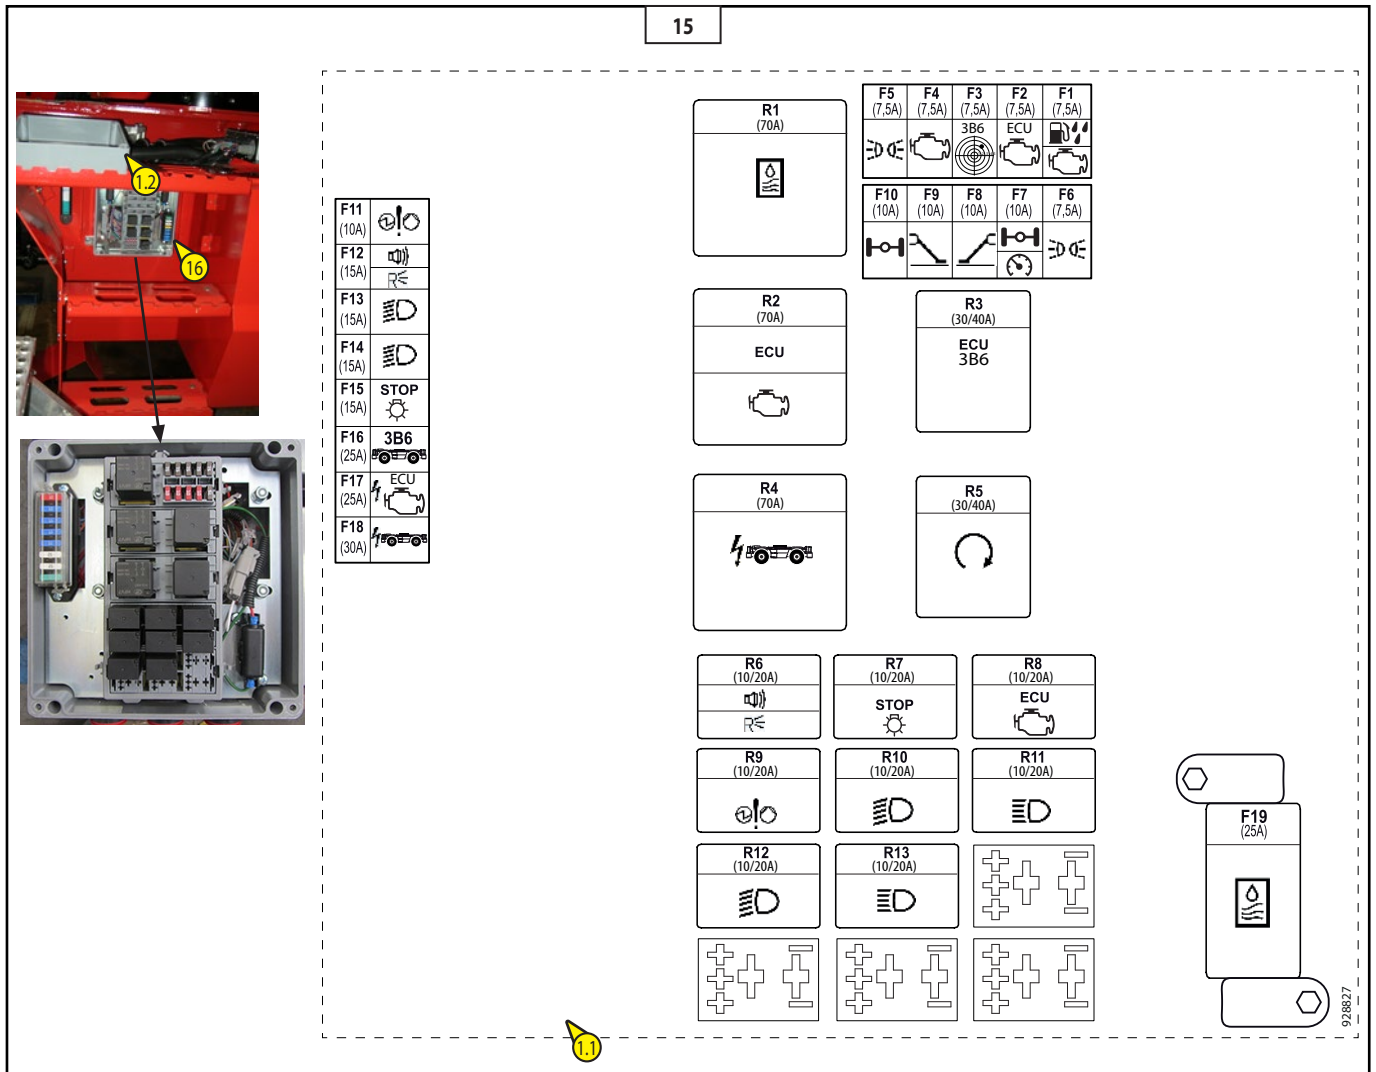 15
R1
(70A)
F5 F4 F3 F2 F1
(7,5A) (7,5A) (7,5A) (7,5A) (7,5A)
3B6 ECU
F10 F9 F8 F7 F6
(10A) (10A) (10A) (10A) (7,5A)
1.2
16
F11
(10A)
F12
(15A)
R
F13
(15A)
F14
(15A)
F15
(15A)
STOP
F16
(25A)
3B6
F17
(25A)
ECU
F18
(30A)
R2
(70A)
ECU
R3
(30/40A)
ECU
3B6
R4
(70A)
R5
(30/40A)
R6
(10/20A)
R
R7
(10/20A)
STOP
R8
(10/20A)
ECU
R9
(10/20A)
R10
(10/20A)
R11
(10/20A)
R12
(10/20A)
R13
(10/20A)
F19
(25A)
1.1
928827